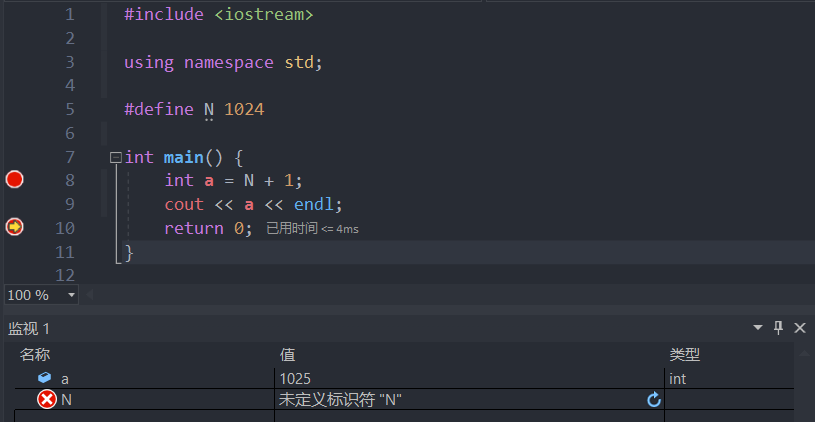 1 #include <iostream>
2
3 using namespace std;
4
5 #define N 1024
6
7 int main() {
8 int a = N + 1;
9 cout << a << endl;
10 return 0; 已用时间 <= 4ms
11 }
12
100 %
监视 1
名称 值 类型
a 1025 int
N 未定义标识符 "N"